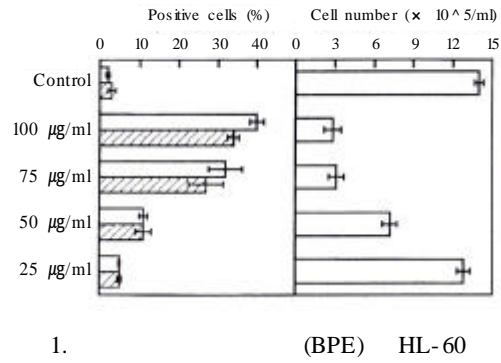 Positive cells (%) Cell number (× 10^5/ml)
0 10 20 30 40 0 3 6 9 12 15
Control
100 μg/ml
75 μg/ml
50 μg/ml
25 μg/ml
1. (BPE) HL-60